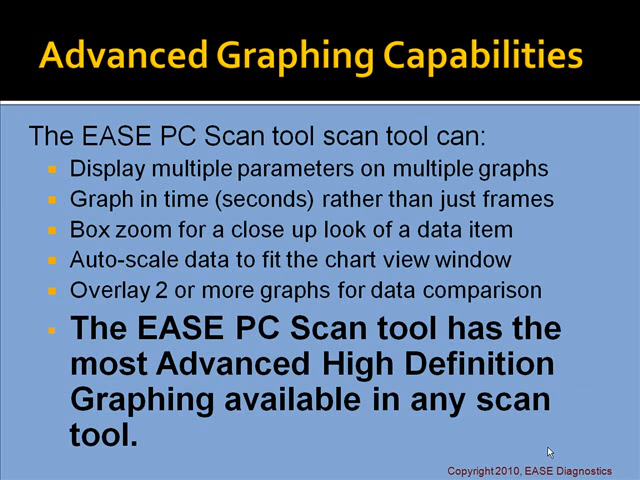 Advanced Graphing Capabilities
The EASE PC Scan tool scan tool can:
Display multiple parameters on multiple graphs
Graph in time (seconds) rather than just frames
Box zoom for a close up look of a data item
Auto-scale data to fit the chart view window
Overlay 2 or more graphs for data comparison
The EASE PC Scan tool has the
most Advanced High Definition
Graphing available in any scan
tool.
Copyright 2010, EASE Diagnostics